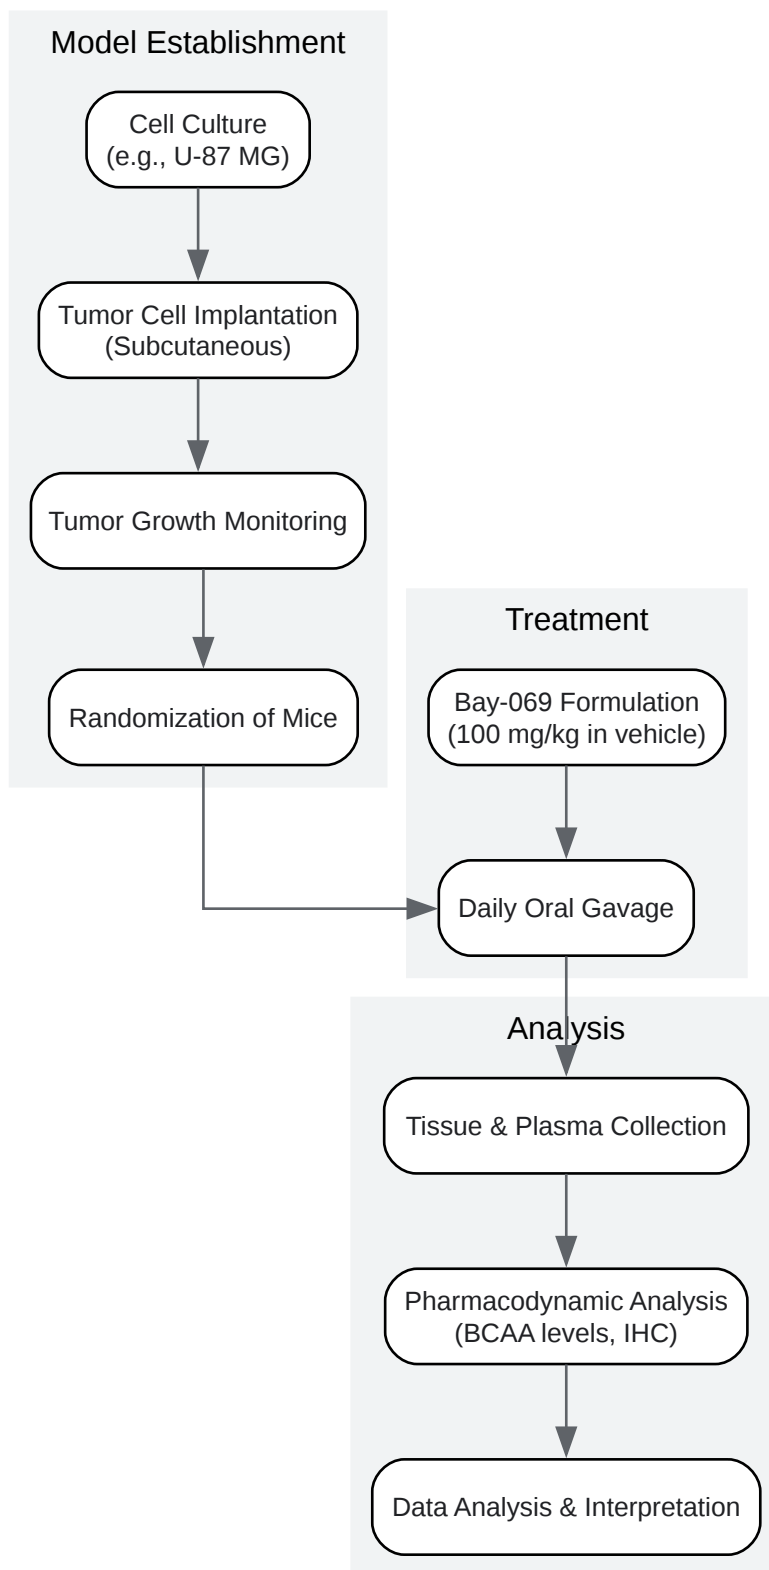 Model Establishment
Cell Culture
(e.g., U-87 MG)
Tumor Cell Implantation
(Subcutaneous)
Tumor Growth Monitoring
Randomization of Mice
Treatment
Bay-069 Formulation
(100 mg/kg in vehicle)
Daily Oral Gavage
Analysis
Tissue & Plasma Collection
Pharmacodynamic Analysis
(BCAA levels, IHC)
Data Analysis & Interpretation